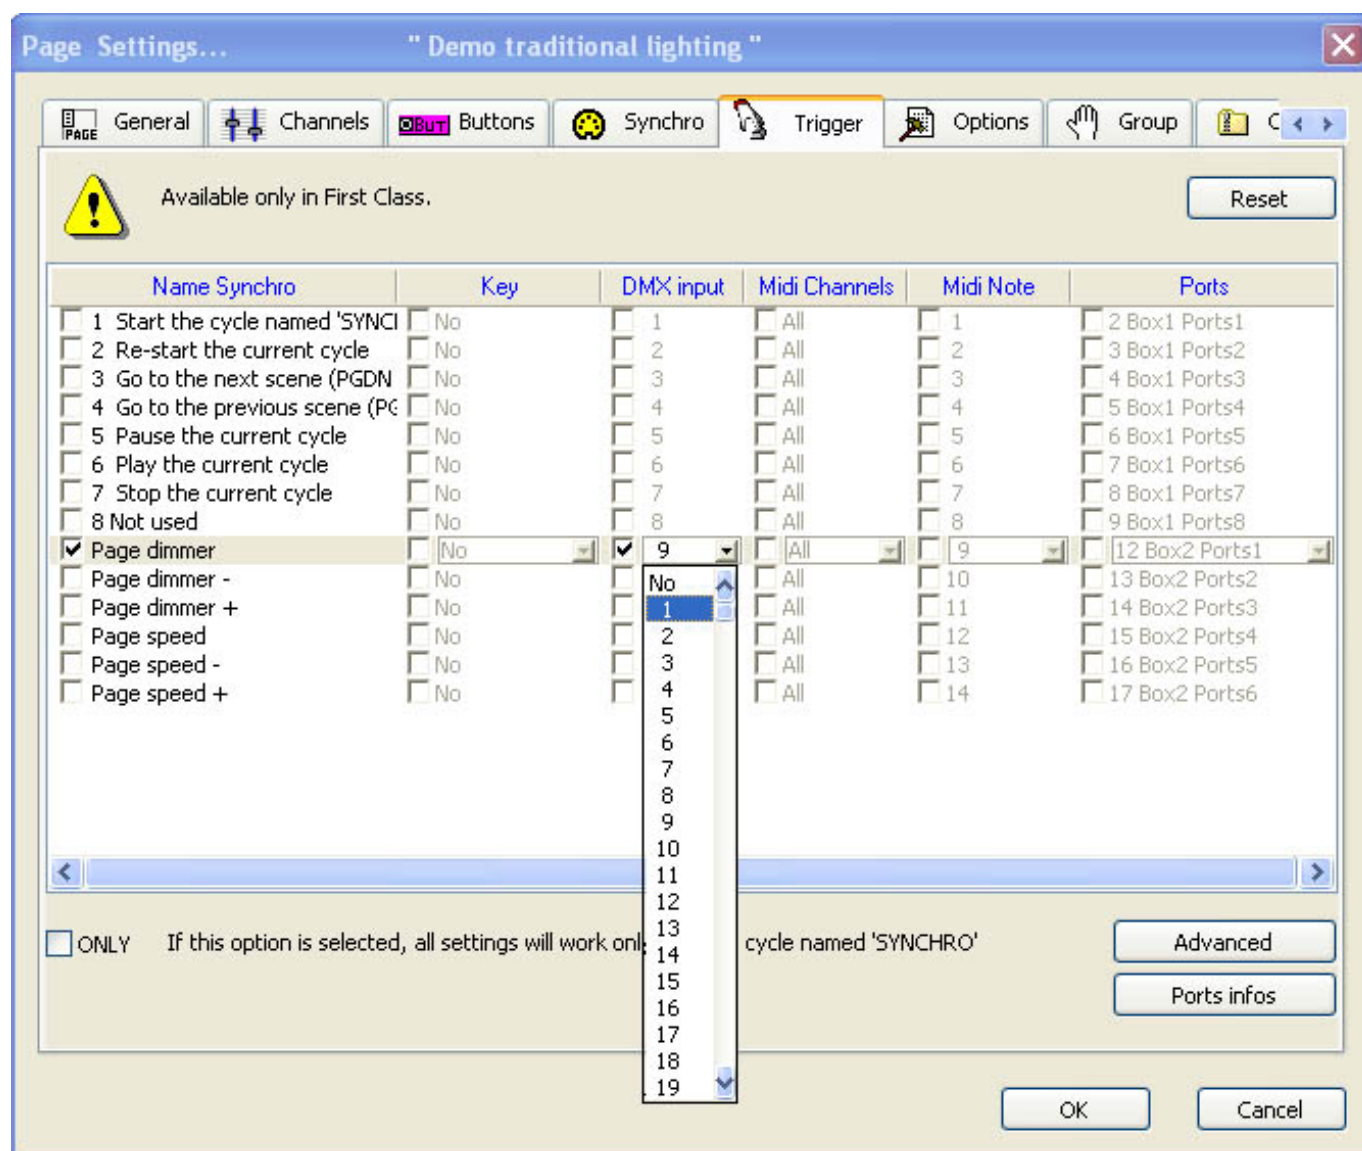 Page Settings... " Demo traditional lighting "
PAGE General Channels BUT Buttons Synchro Trigger Options Group C
Available only in First Class. Reset
Name Synchro Key DMX input Midi Channels Midi Note Ports
1 Start the cycle named 'SYNCI No 1 All 1 2 Box1 Ports1
2 Re-start the current cycle No 2 All 2 3 Box1 Ports2
3 Go to the next scene (PGDN No 3 All 3 4 Box1 Ports3
4 Go to the previous scene (PG No 4 All 4 5 Box1 Ports4
5 Pause the current cycle No 5 All 5 6 Box1 Ports5
6 Play the current cycle No 6 All 6 7 Box1 Ports6
7 Stop the current cycle No 7 All 7 8 Box1 Ports7
8 Not used No 8 All 8 9 Box1 Ports8
Page dimmer No 9 All 9 12 Box2 Ports1
Page dimmer - No All 10 13 Box2 Ports2
Page dimmer + No All 11 14 Box2 Ports3
Page speed No All 12 15 Box2 Ports4
Page speed - No All 13 16 Box2 Ports5
Page speed + No All 14 17 Box2 Ports6
No
1
2
3
4
5
6
7
8
9
10
11
12
13
14
15
16
17
18
19
ONLY If this option is selected, all settings will work onl cycle named 'SYNCHRO'
Advanced
Ports infos
OK Cancel